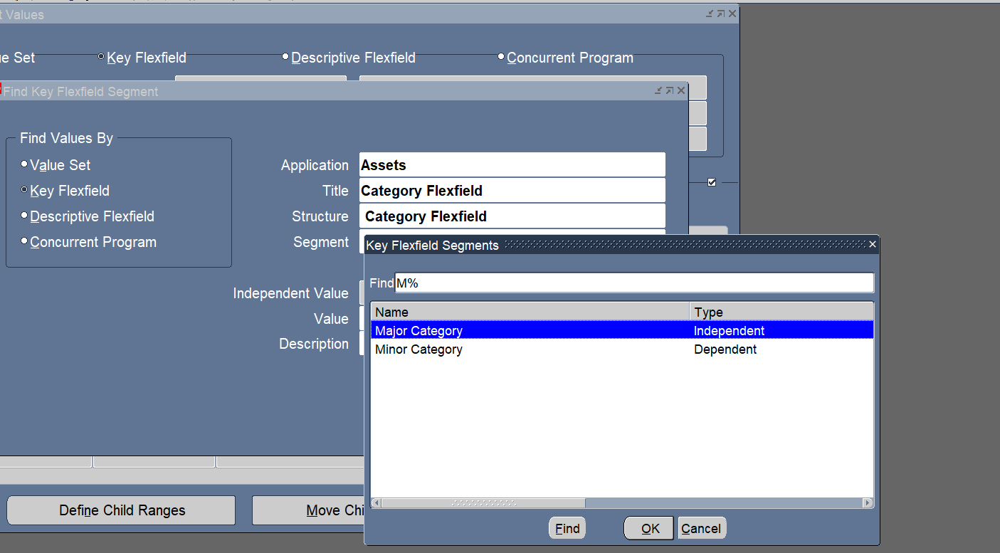 t Values
ue Set Key Flexfield Descriptive Flexfield Concurrent Program
Find Key Flexfield Segment
Find Values By
Value Set
Key Flexfield
Descriptive Flexfield
Concurrent Program
Application Assets
Title Category Flexfield
Structure Category Flexfield
Segment
Independent Value
Value
Description
Key Flexfield Segments
Find M%
Name Type
Major Category Independent
Minor Category Dependent
Find OK Cancel
Define Child Ranges Move Chi